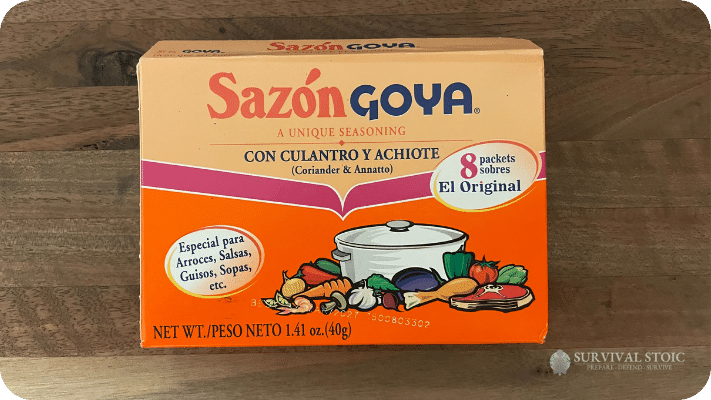 Sazón GOYA
Sazón GOYA®
A UNIQUE SEASONING
CON CULANTRO Y ACHIOTE
(Coriander & Annatto)
8 packets
sobres
El Original
Especial para
Arroces, Salsas,
Guisos, Sopas,
etc.
NET WT./PESO NETO 1.41 oz.(40g)
SURVIVAL STOIC
PREPARE · DEFEND · SURVIVE